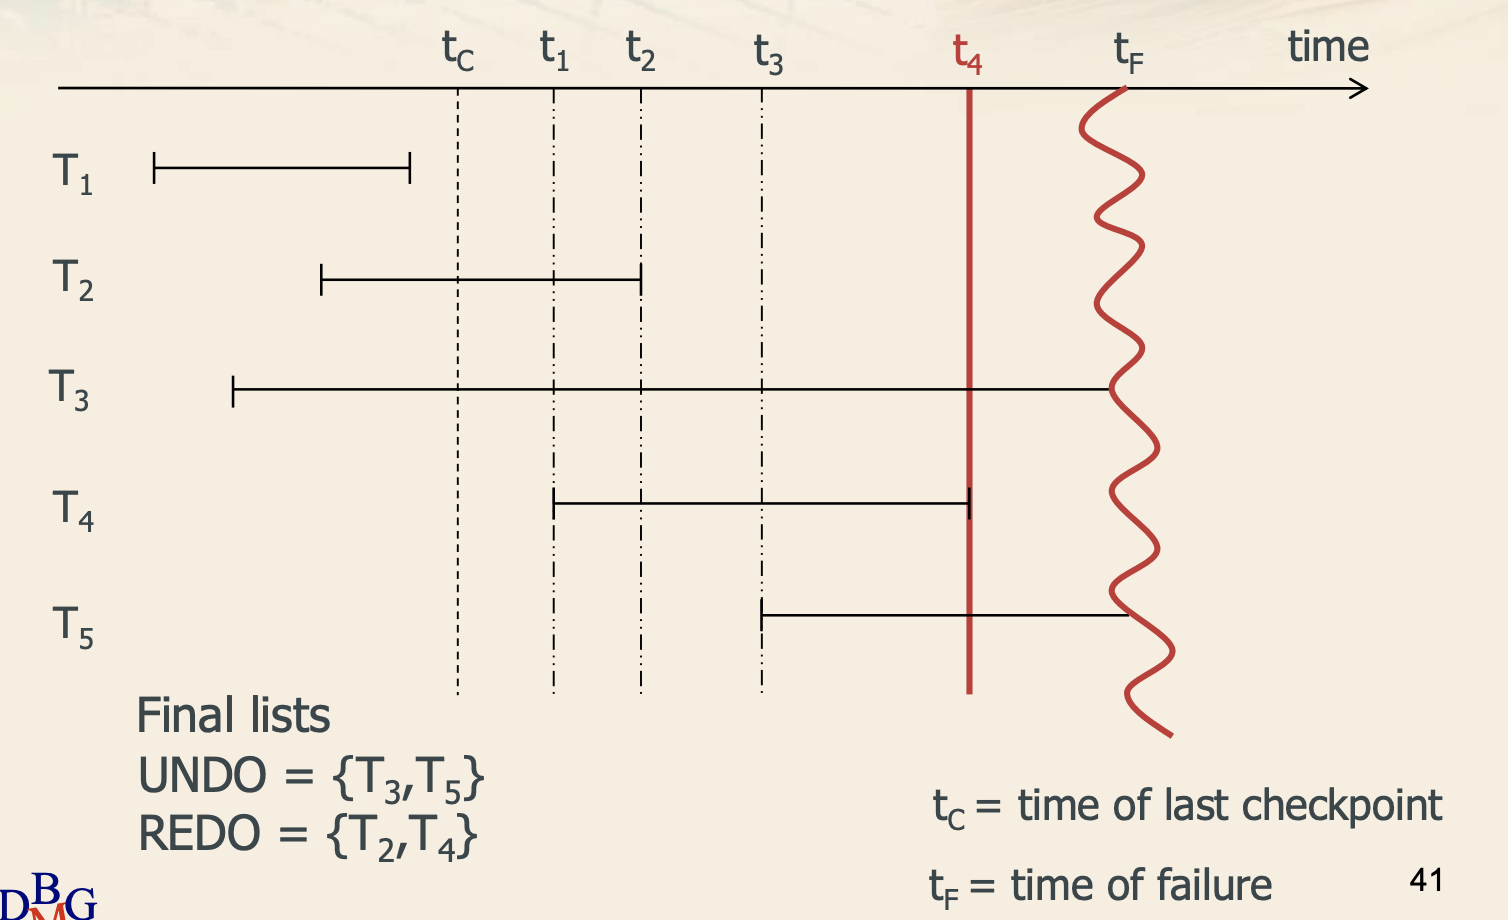 t_C t_1 t_2 t_3 t_4 t_F time
T_1
T_2
T_3
T_4
T_5
Final lists
UNDO = {T_3,T_5}
REDO = {T_2,T_4}
t_C = time of last checkpoint
t_F = time of failure
41
DBMG